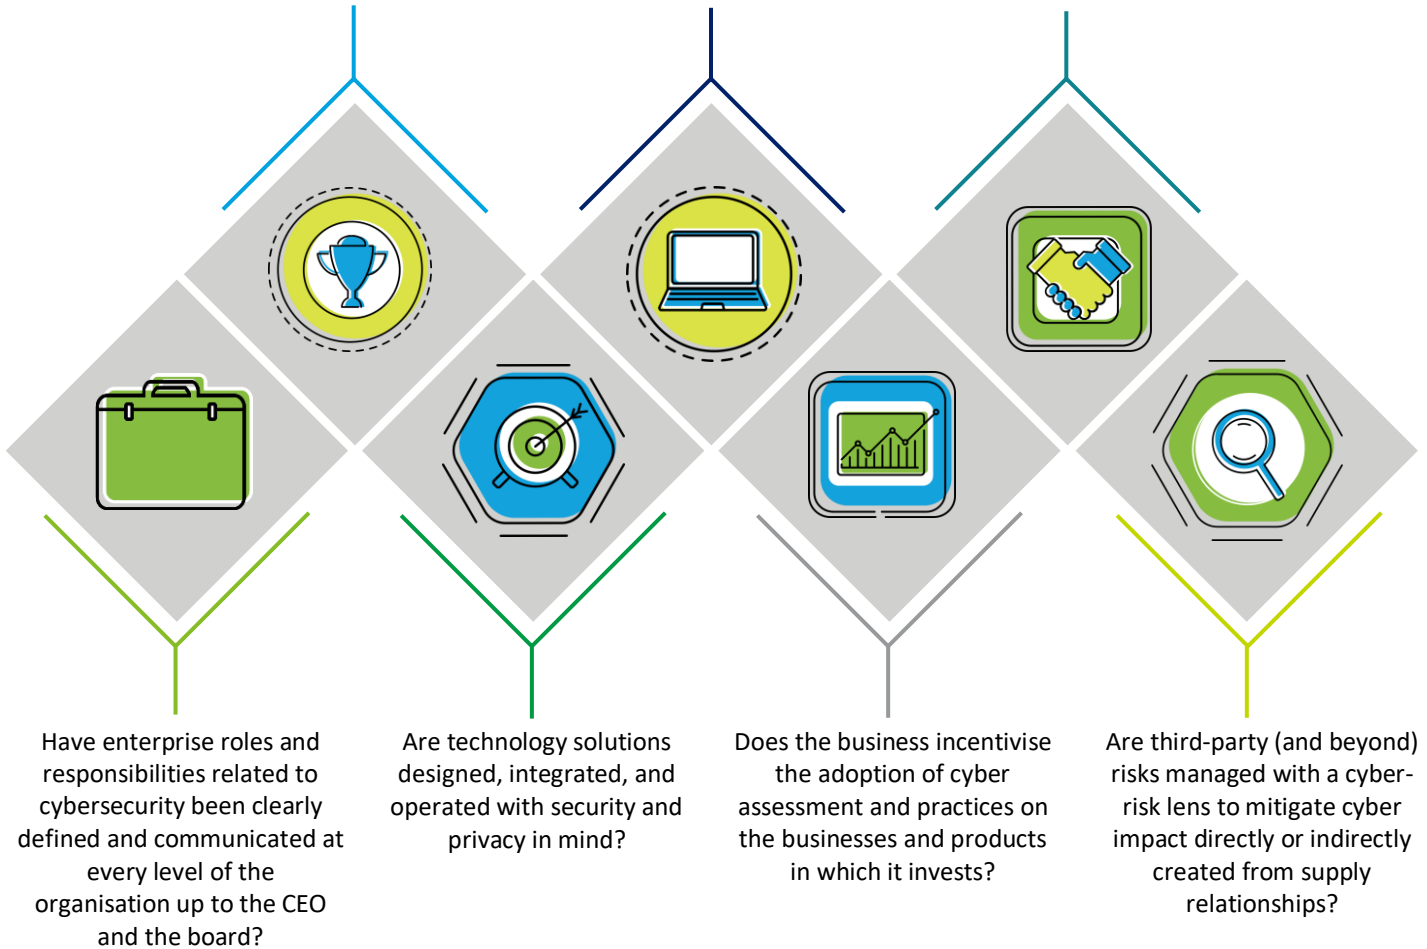 Have enterprise roles and
responsibilities related to
cybersecurity been clearly
defined and communicated at
every level of the
organisation up to the CEO
and the board?
Are technology solutions
designed, integrated, and
operated with security and
privacy in mind?
Does the business incentivise
the adoption of cyber
assessment and practices on
the businesses and products
in which it invests?
Are third-party (and beyond)
risks managed with a cyber-
risk lens to mitigate cyber
impact directly or indirectly
created from supply
relationships?